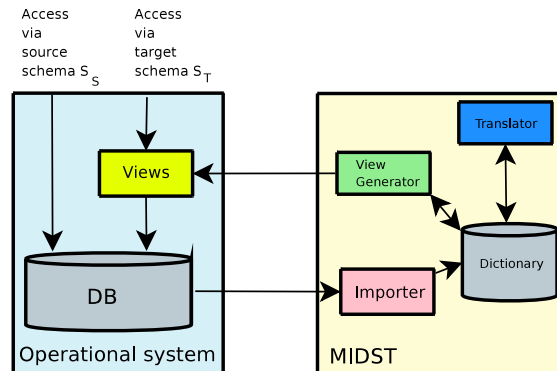 Access
via
source
schema S_S
Access
via
target
schema S_T
Views
DB
Operational system
Translator
View
Generator
Dictionary
Importer
MIDST